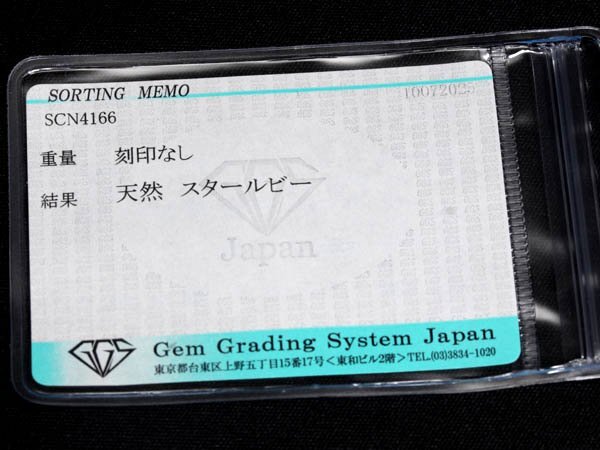 SORTING MEMO
10072025
SCN4166
重量 刻印なし
結果 天然 スタールビー
GGS
Japan
GGS
Gem Grading System Japan
東京都台東区上野五丁目15番17号＜東和ビル2階＞TEL.(03)3834-1020